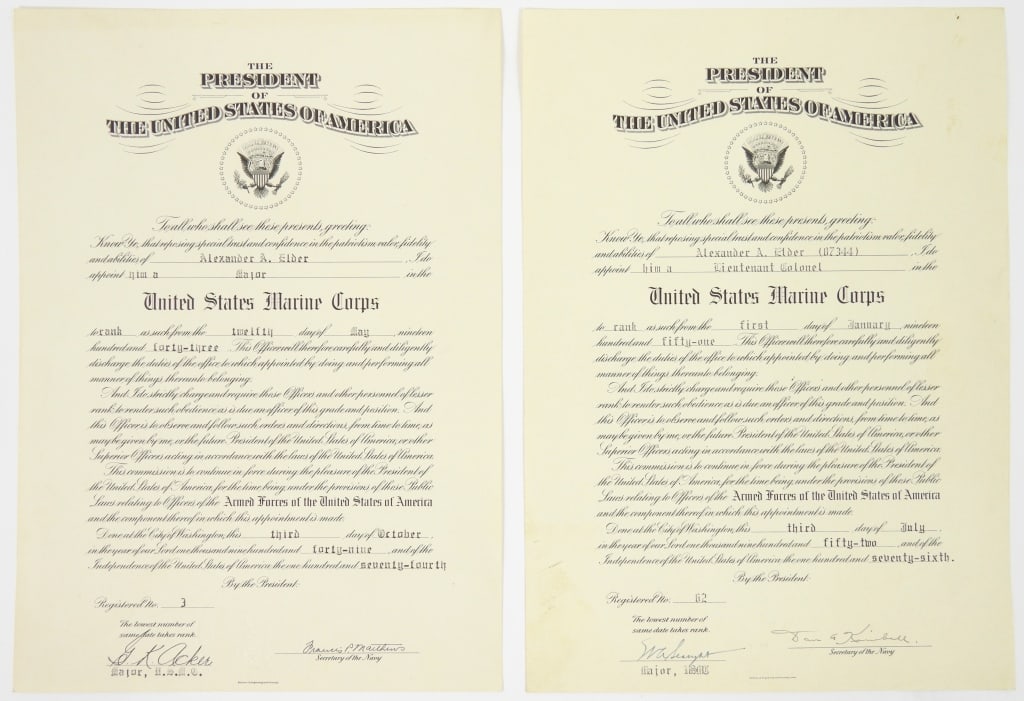 THE
PRESIDENT
OF
THE UNITED STATES OF AMERICA
To all who shall see these presents, greeting:
Know Ye, that reposing special trust and confidence in the patriotism, valor, fidelity
and abilities of Alexander A. Elder , I do
appoint him a Major in the
United States Marine Corps
to rank as such from the twelfth day of May nineteen
hundred and forty-three This Officer will therefore carefully and diligently
discharge the duties of the office to which appointed by doing and performing all
manner of things thereunto belonging.
And I do strictly charge and require those Officers and other personnel of lesser
rank to render such obedience as is due an officer of this grade and position. And
this Officer is to observe and follow such orders and directions, from time to time, as
may be given by me, or the future President of the United States of America, or other
Superior Officers acting in accordance with the laws of the United States of America.
This commission is to continue in force during the pleasure of the President of
the United States of America for the time being, under the provisions of those Public
Laws relating to Officers of the Armed Forces of the United States of America
and the component thereof in which this appointment is made.
Done at the City of Washington, this third day of October ,
in the year of our Lord one thousand nine hundred and forty-nine and of the
Independence of the United States of America the one hundred and seventy-fourth
By the President:
Registered No. 3
The lowest number of
same date takes rank.
G K Acker
Major, U.S.M.C.
Francis P Matthews
Secretary of the Navy
THE
PRESIDENT
OF
THE UNITED STATES OF AMERICA
To all who shall see these presents, greeting:
Know Ye, that reposing special trust and confidence in the patriotism, valor, fidelity
and abilities of Alexander A. Elder (07344) , I do
appoint him a Lieutenant Colonel in the
United States Marine Corps
to rank as such from the first day of January , nineteen
hundred and fifty-one This Officer will therefore carefully and diligently
discharge the duties of the office to which appointed by doing and performing all
manner of things thereunto belonging.
And I do strictly charge and require those Officers and other personnel of lesser
rank to render such obedience as is due an officer of this grade and position. And
this Officer is to observe and follow such orders and directions, from time to time, as
may be given by me, or the future President of the United States of America, or other
Superior Officers acting in accordance with the laws of the United States of America.
This commission is to continue in force during the pleasure of the President of
the United States of America for the time being, under the provisions of those Public
Laws relating to Officers of the Armed Forces of the United States of America
and the component thereof in which this appointment is made.
Done at the City of Washington, this third day of July ,
in the year of our Lord one thousand nine hundred and fifty-two and of the
Independence of the United States of America the one hundred and seventy-sixth.
By the President:
Registered No. 62
The lowest number of
same date takes rank.
Major, USMC
Dan A Kimball.
Secretary of the Navy